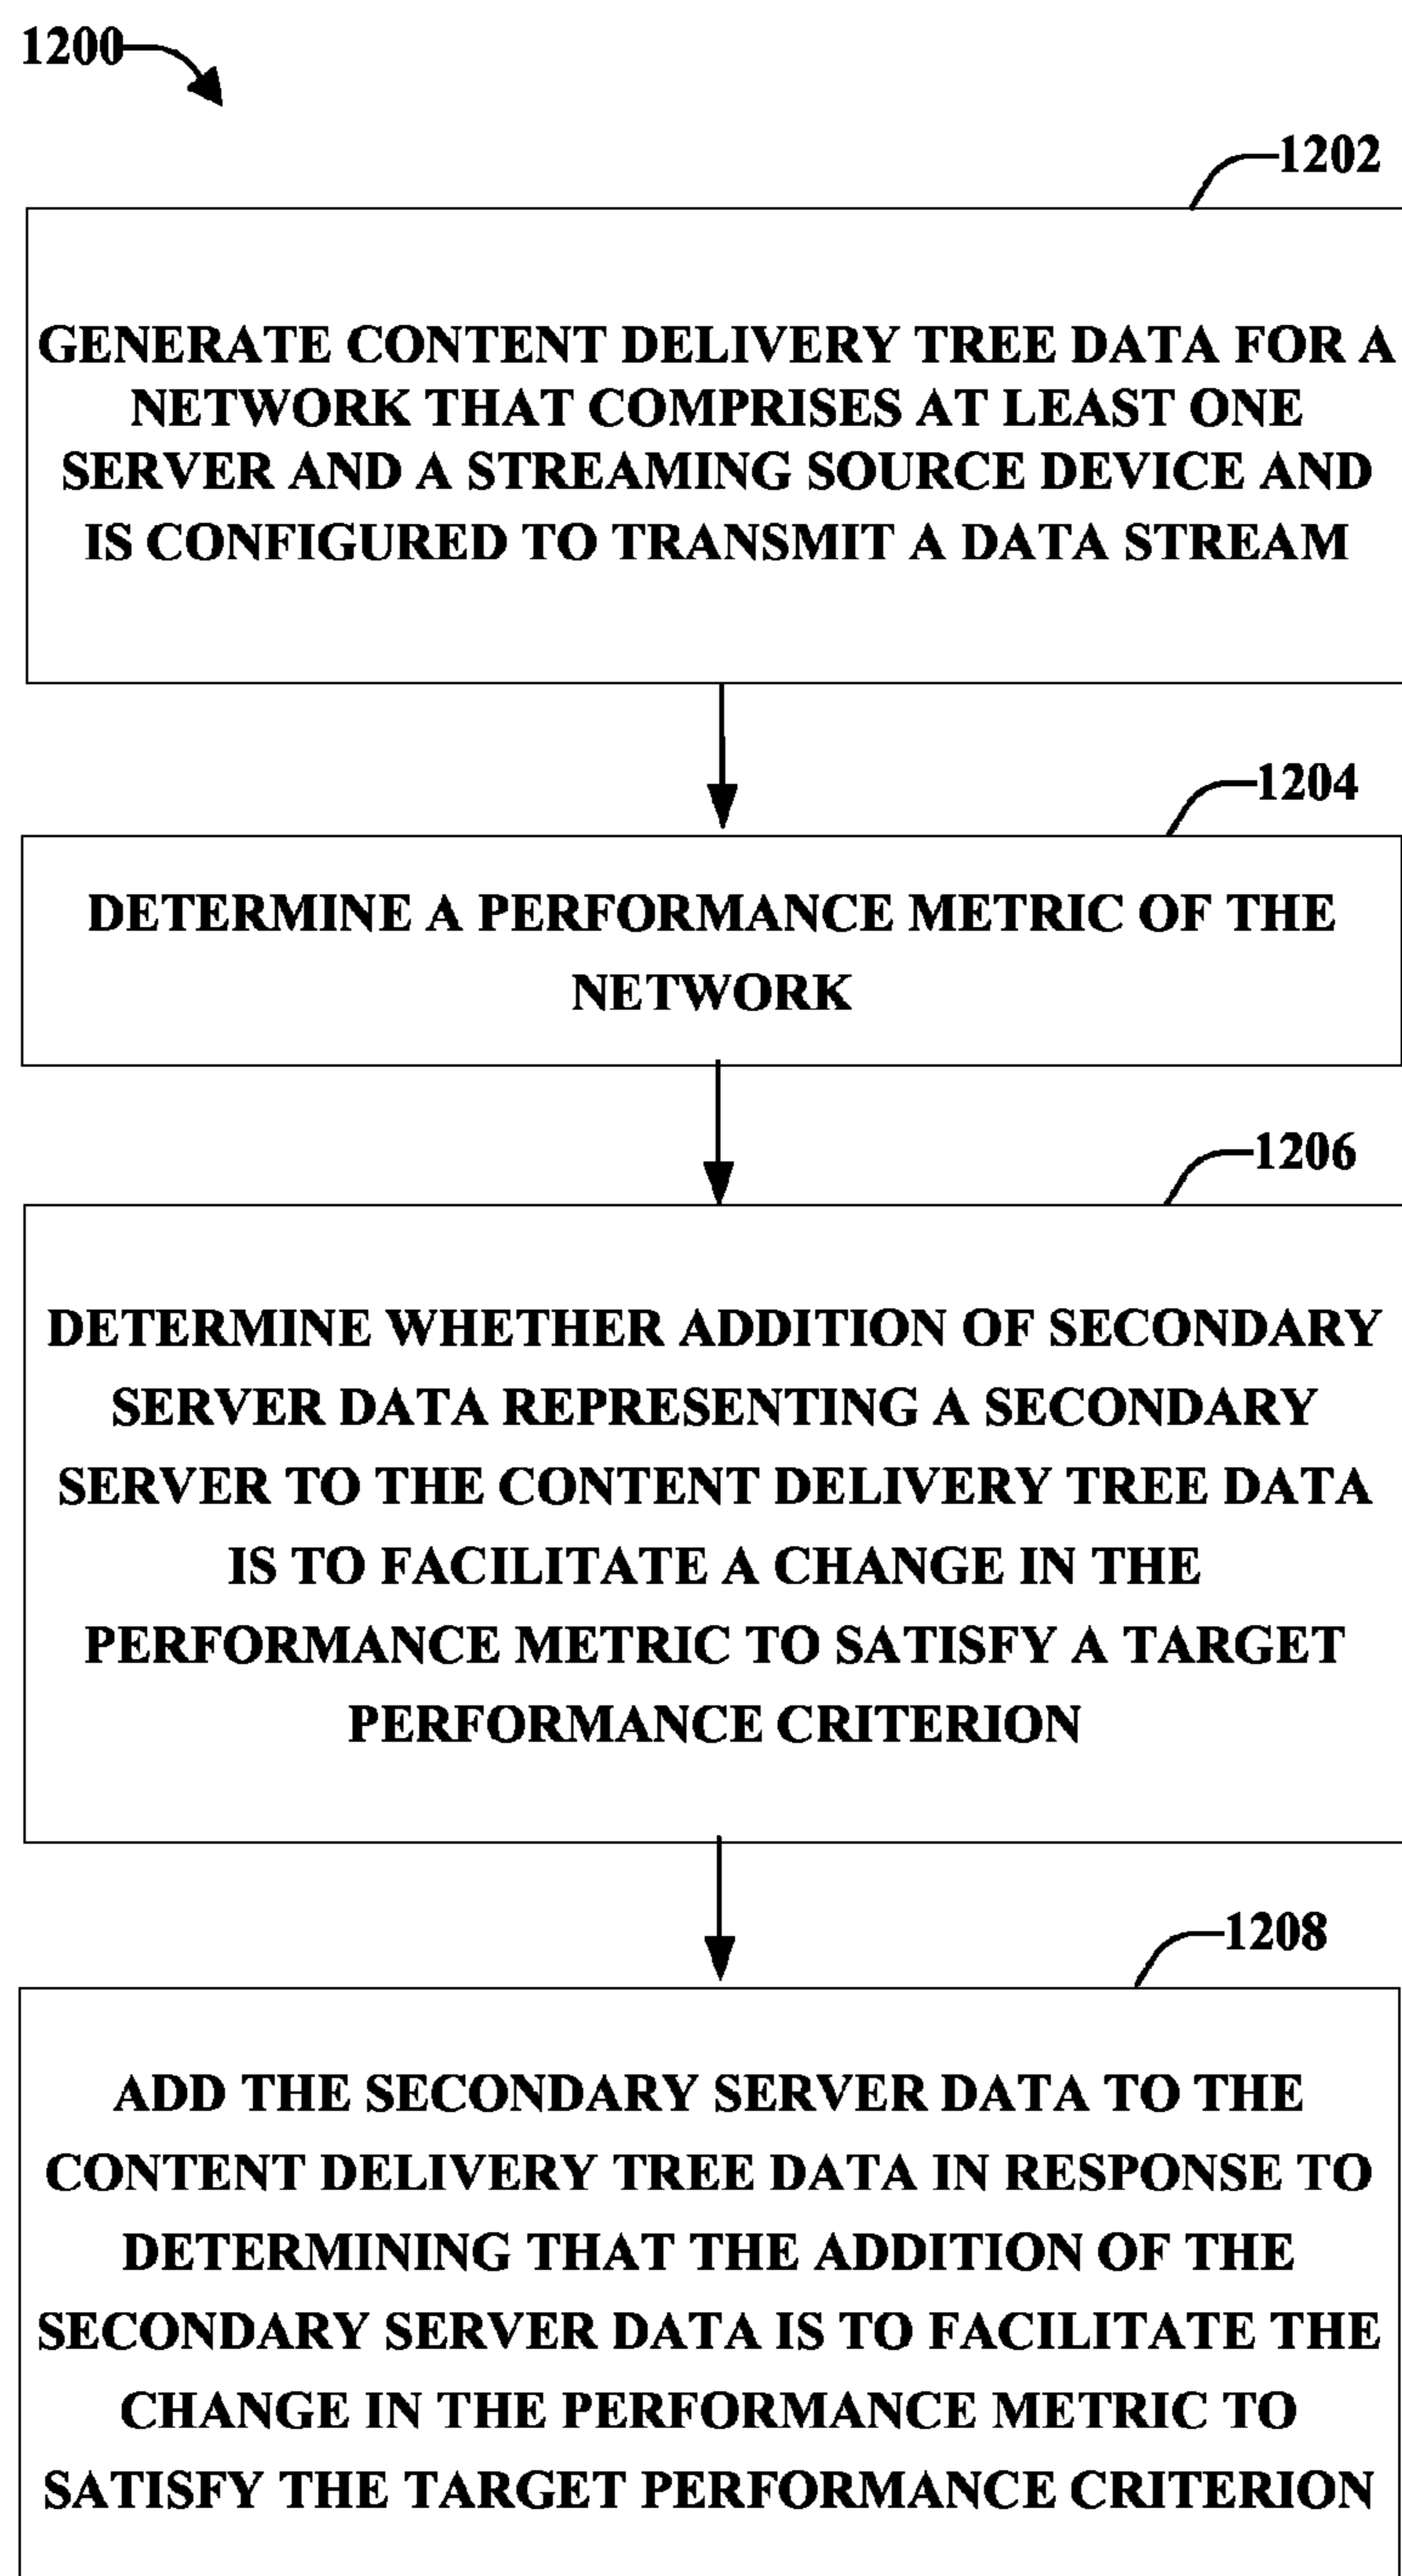 1200
1202
GENERATE CONTENT DELIVERY TREE DATA FOR A
NETWORK THAT COMPRISES AT LEAST ONE
SERVER AND A STREAMING SOURCE DEVICE AND
IS CONFIGURED TO TRANSMIT A DATA STREAM
1204
DETERMINE A PERFORMANCE METRIC OF THE
NETWORK
1206
DETERMINE WHETHER ADDITION OF SECONDARY
SERVER DATA REPRESENTING A SECONDARY
SERVER TO THE CONTENT DELIVERY TREE DATA
IS TO FACILITATE A CHANGE IN THE
PERFORMANCE METRIC TO SATISFY A TARGET
PERFORMANCE CRITERION
1208
ADD THE SECONDARY SERVER DATA TO THE
CONTENT DELIVERY TREE DATA IN RESPONSE TO
DETERMINING THAT THE ADDITION OF THE
SECONDARY SERVER DATA IS TO FACILITATE THE
CHANGE IN THE PERFORMANCE METRIC TO
SATISFY THE TARGET PERFORMANCE CRITERION